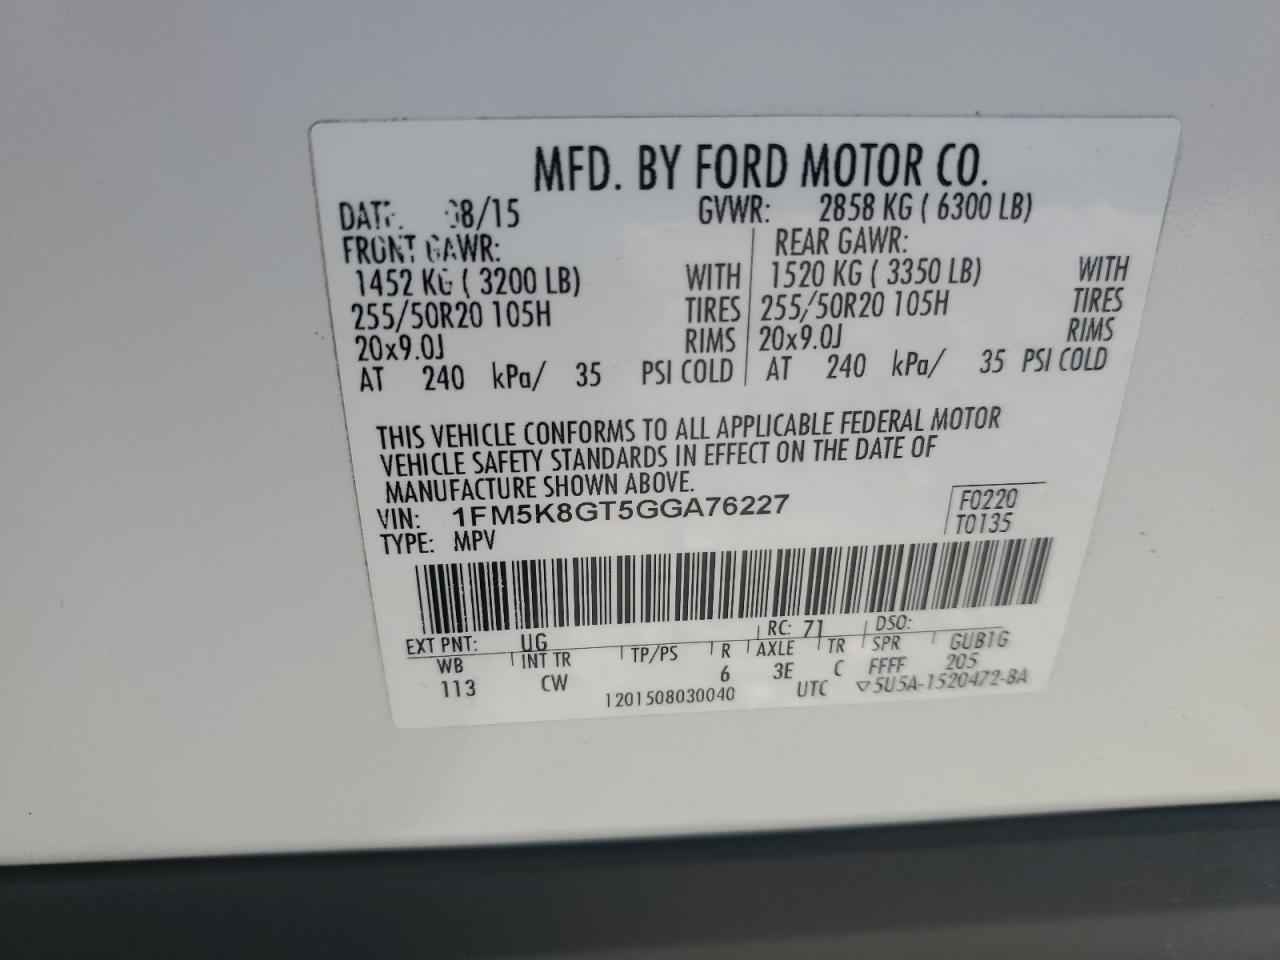 MFD. BY FORD MOTOR CO.
DATE: 08/15 GVWR: 2858 KG ( 6300 LB)
FRONT GAWR: REAR GAWR:
1452 KG ( 3200 LB) WITH 1520 KG ( 3350 LB) WITH
255/50R20 105H TIRES 255/50R20 105H TIRES
20x9.0J RIMS 20x9.0J RIMS
AT 240 kPa/ 35 PSI COLD AT 240 kPa/ 35 PSI COLD
THIS VEHICLE CONFORMS TO ALL APPLICABLE FEDERAL MOTOR
VEHICLE SAFETY STANDARDS IN EFFECT ON THE DATE OF
MANUFACTURE SHOWN ABOVE.
VIN: 1FM5K8GT5GGA76227 F0220
TYPE: MPV T0135
EXT PNT: UG RC: 71 DSO:
WB INT TR TP/PS R AXLE TR SPR GUB1G
113 CW 6 3E C FFFF 205
1201508030040 UTC ▽5U5A-1520472-BA